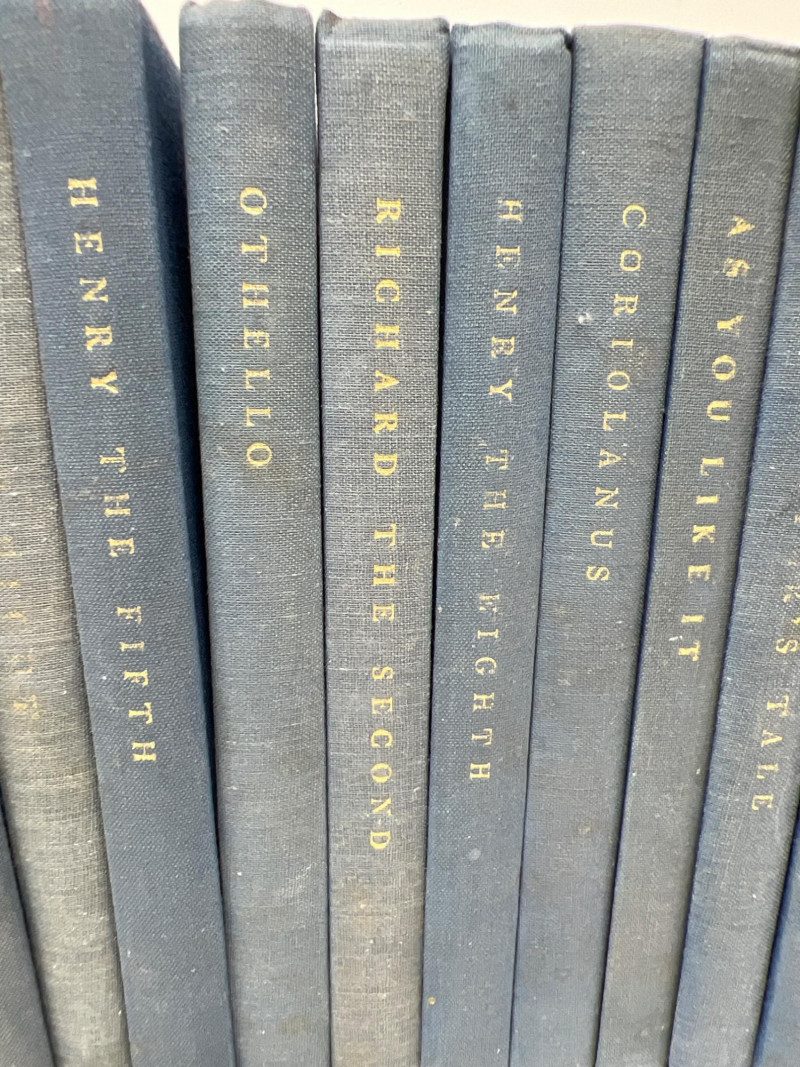 HENRY THE FIFTH
OTHELLO
RICHARD THE SECOND
HENRY THE EIGHTH
CORIOLANUS
AS YOU LIKE IT
TALE